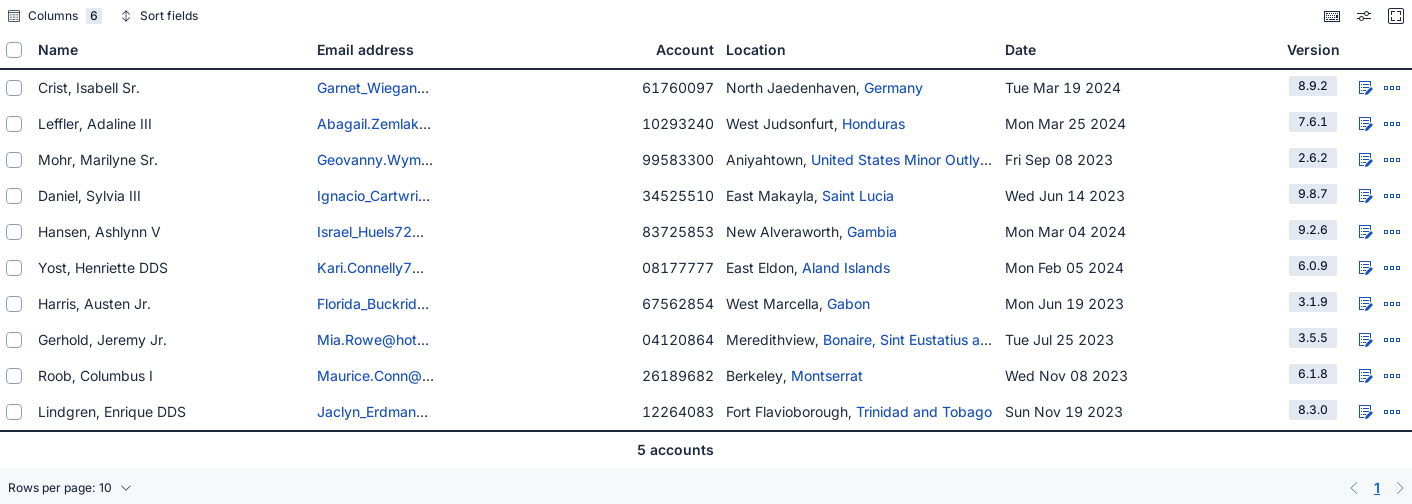 Columns 6 Sort fields
Name Email address Account Location Date Version
Crist, Isabell Sr. Garnet_Wiegan... 61760097 North Jaedenhaven, Germany Tue Mar 19 2024 8.9.2
Leffler, Adaline III Abagail.Zemlak... 10293240 West Judsonfurt, Honduras Mon Mar 25 2024 7.6.1
Mohr, Marilyne Sr. Geovanny.Wym... 99583300 Aniyahtown, United States Minor Outly... Fri Sep 08 2023 2.6.2
Daniel, Sylvia III Ignacio_Cartwri... 34525510 East Makayla, Saint Lucia Wed Jun 14 2023 9.8.7
Hansen, Ashlynn V Israel_Huels72... 83725853 New Alveraworth, Gambia Mon Mar 04 2024 9.2.6
Yost, Henriette DDS Kari.Connelly7... 08177777 East Eldon, Aland Islands Mon Feb 05 2024 6.0.9
Harris, Austen Jr. Florida_Buckrid... 67562854 West Marcella, Gabon Mon Jun 19 2023 3.1.9
Gerhold, Jeremy Jr. Mia.Rowe@hot... 04120864 Meredithview, Bonaire, Sint Eustatius a... Tue Jul 25 2023 3.5.5
Roob, Columbus I Maurice.Conn@... 26189682 Berkeley, Montserrat Wed Nov 08 2023 6.1.8
Lindgren, Enrique DDS Jaclyn_Erdman... 12264083 Fort Flavioborough, Trinidad and Tobago Sun Nov 19 2023 8.3.0
5 accounts
Rows per page: 10 1